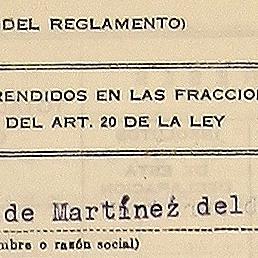 DEL REGLAMENTO)
RENDIDOS EN LAS FRACCIO
DEL ART. 20 DE LA LEY
de Martínez del
mbre o razón social)